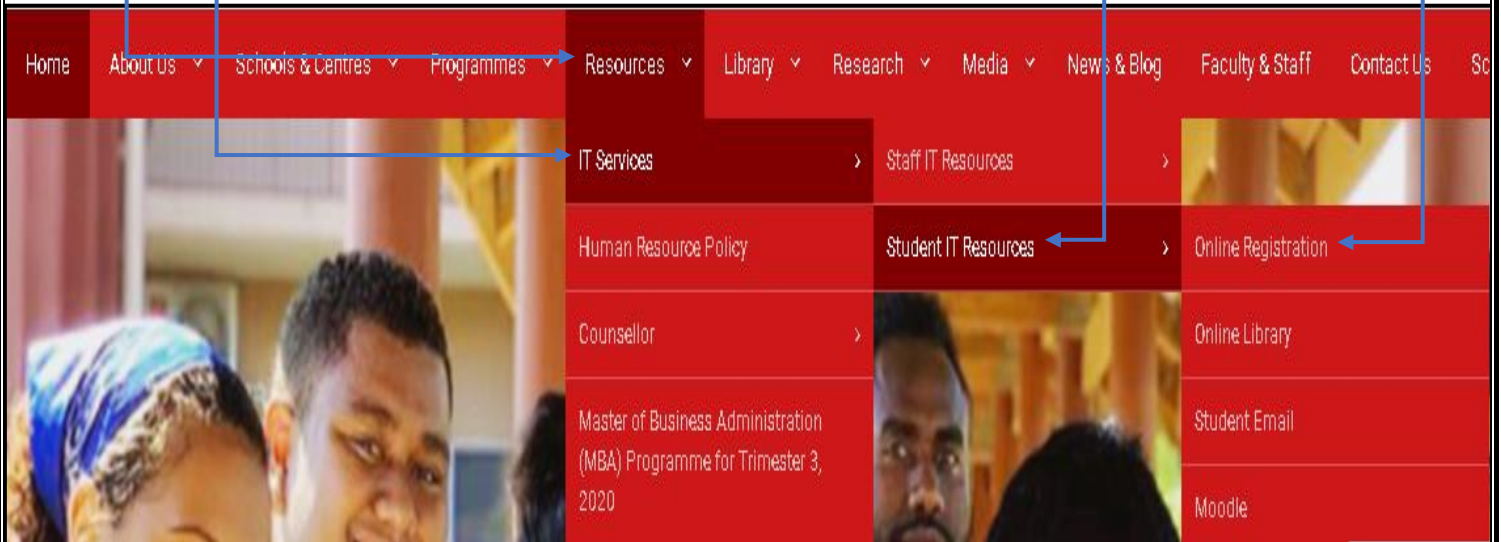 Home About Us Schools & Centres Programmes Resources Library Research Media News & Blog Faculty & Staff Contact Us Sc
IT Services Staff IT Resources
Human Resource Policy Student IT Resources Online Registration
Counsellor Online Library
Master of Business Administration Student Email
(MBA) Programme for Trimester 3,
2020 Moodle